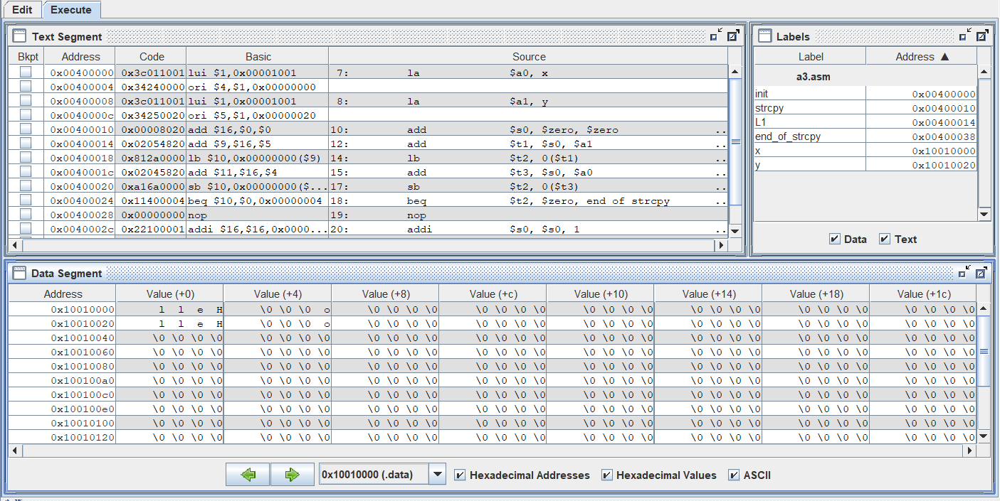 Edit Execute
Text Segment
Bkpt Address Code Basic Source
0x00400000 0x3c011001 lui $1,0x00001001 7: la $a0, x
0x00400004 0x34240000 ori $4,$1,0x00000000
0x00400008 0x3c011001 lui $1,0x00001001 8: la $a1, y
0x0040000c 0x34250020 ori $5,$1,0x00000020
0x00400010 0x00008020 add $16,$0,$0 10: add $s0, $zero, $zero ..
0x00400014 0x02054820 add $9,$16,$5 12: add $t1, $s0, $a1 ..
0x00400018 0x812a0000 lb $10,0x00000000($9) 14: lb $t2, 0($t1) ..
0x0040001c 0x02045820 add $11,$16,$4 15: add $t3, $s0, $a0 ..
0x00400020 0xa16a0000 sb $10,0x00000000($... 17: sb $t2, 0($t3) ..
0x00400024 0x11400004 beq $10,$0,0x00000004 18: beq $t2, $zero, end_of_strcpy ..
0x00400028 0x00000000 nop 19: nop
0x0040002c 0x22100001 addi $16,$16,0x0000... 20: addi $s0, $s0, 1 ..
Labels
Label Address ▲
a3.asm
init 0x00400000
strcpy 0x00400010
L1 0x00400014
end_of_strcpy 0x00400038
x 0x10010000
y 0x10010020
Data Text
Data Segment
Address Value (+0) Value (+4) Value (+8) Value (+c) Value (+10) Value (+14) Value (+18) Value (+1c)
0x10010000 l l e H \0 \0 \0 o \0 \0 \0 \0 \0 \0 \0 \0 \0 \0 \0 \0 \0 \0 \0 \0 \0 \0 \0 \0 \0 \0 \0 \0
0x10010020 l l e H \0 \0 \0 o \0 \0 \0 \0 \0 \0 \0 \0 \0 \0 \0 \0 \0 \0 \0 \0 \0 \0 \0 \0 \0 \0 \0 \0
0x10010040 \0 \0 \0 \0 \0 \0 \0 \0 \0 \0 \0 \0 \0 \0 \0 \0 \0 \0 \0 \0 \0 \0 \0 \0 \0 \0 \0 \0 \0 \0 \0 \0
0x10010060 \0 \0 \0 \0 \0 \0 \0 \0 \0 \0 \0 \0 \0 \0 \0 \0 \0 \0 \0 \0 \0 \0 \0 \0 \0 \0 \0 \0 \0 \0 \0 \0
0x10010080 \0 \0 \0 \0 \0 \0 \0 \0 \0 \0 \0 \0 \0 \0 \0 \0 \0 \0 \0 \0 \0 \0 \0 \0 \0 \0 \0 \0 \0 \0 \0 \0
0x100100a0 \0 \0 \0 \0 \0 \0 \0 \0 \0 \0 \0 \0 \0 \0 \0 \0 \0 \0 \0 \0 \0 \0 \0 \0 \0 \0 \0 \0 \0 \0 \0 \0
0x100100c0 \0 \0 \0 \0 \0 \0 \0 \0 \0 \0 \0 \0 \0 \0 \0 \0 \0 \0 \0 \0 \0 \0 \0 \0 \0 \0 \0 \0 \0 \0 \0 \0
0x100100e0 \0 \0 \0 \0 \0 \0 \0 \0 \0 \0 \0 \0 \0 \0 \0 \0 \0 \0 \0 \0 \0 \0 \0 \0 \0 \0 \0 \0 \0 \0 \0 \0
0x10010100 \0 \0 \0 \0 \0 \0 \0 \0 \0 \0 \0 \0 \0 \0 \0 \0 \0 \0 \0 \0 \0 \0 \0 \0 \0 \0 \0 \0 \0 \0 \0 \0
0x10010120 \0 \0 \0 \0 \0 \0 \0 \0 \0 \0 \0 \0 \0 \0 \0 \0 \0 \0 \0 \0 \0 \0 \0 \0 \0 \0 \0 \0 \0 \0 \0 \0
0x10010000 (.data) Hexadecimal Addresses Hexadecimal Values ASCII